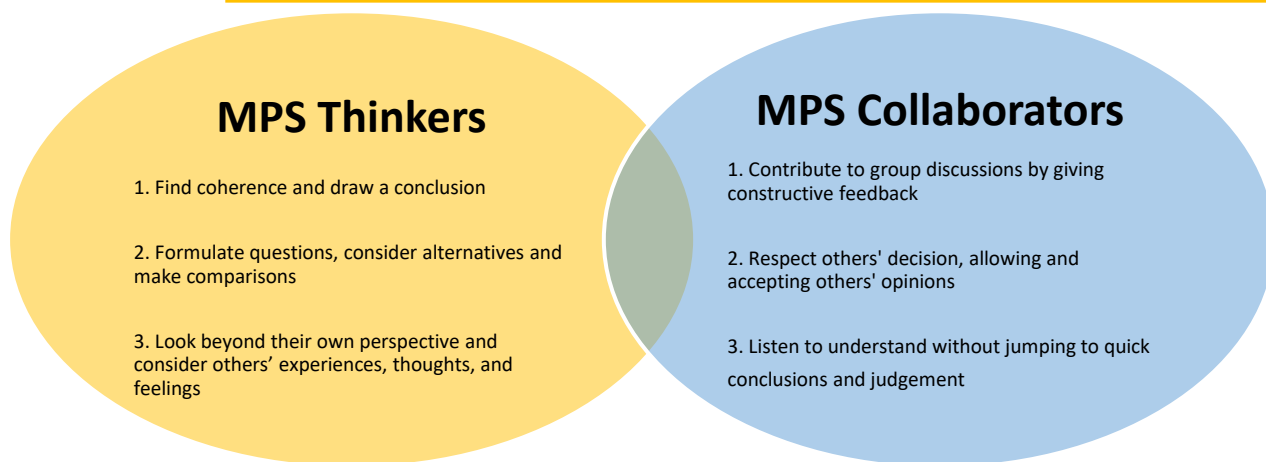 MPS Thinkers
1. Find coherence and draw a conclusion
2. Formulate questions, consider alternatives and
make comparisons
3. Look beyond their own perspective and
consider others’ experiences, thoughts, and
feelings
MPS Collaborators
1. Contribute to group discussions by giving
constructive feedback
2. Respect others' decision, allowing and
accepting others' opinions
3. Listen to understand without jumping to quick
conclusions and judgement